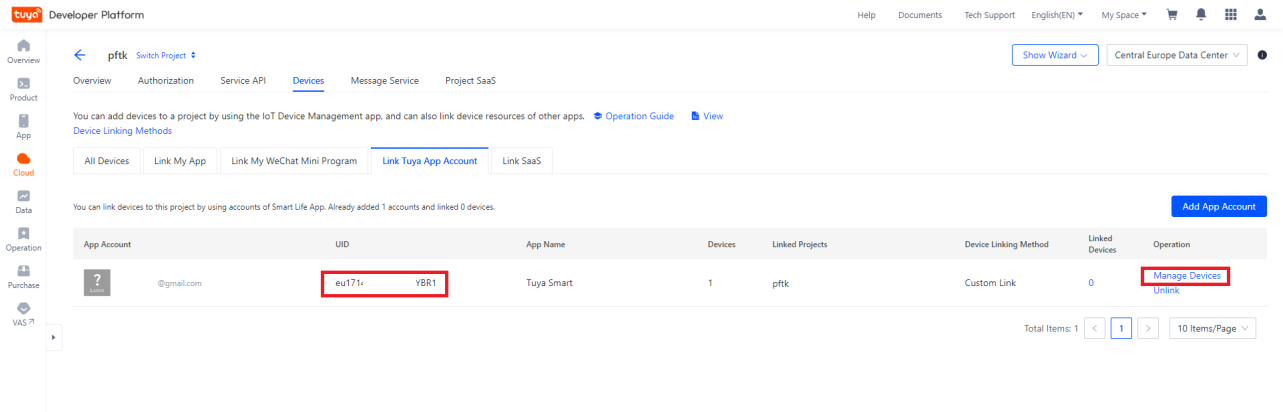 tuya Developer Platform
Help Documents Tech Support English(EN) My Space
Overview
Product
App
Cloud
Data
Operation
Purchase
VAS
pftk Switch Project
Show Wizard
Central Europe Data Center
Overview Authorization Service API Devices Message Service Project SaaS
You can add devices to a project by using the IoT Device Management app, and can also link device resources of other apps. Operation Guide View
Device Linking Methods
All Devices Link My App Link My WeChat Mini Program Link Tuya App Account Link SaaS
You can link devices to this project by using accounts of Smart Life App. Already added 1 accounts and linked 0 devices.
Add App Account
App Account UID App Name Devices Linked Projects Device Linking Method Linked Devices Operation
? @gmail.com eu171 YBR1 Tuya Smart 1 pftk Custom Link 0 Manage Devices
Unlink
Total Items: 1 < 1 > 10 Items/Page